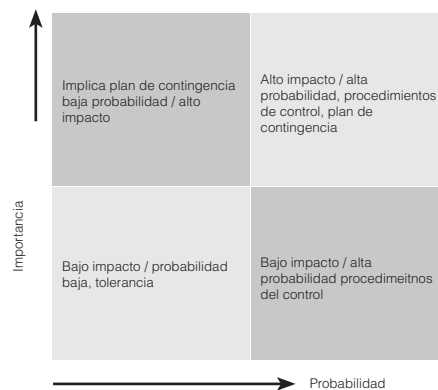 Implica plan de contingencia
baja probabilidad / alto
impacto
Alto impacto / alta
probabilidad, procedimientos
de control, plan de
contingencia
Importancia
Bajo impacto / probabilidad
baja, tolerancia
Bajo impacto / alta
probabilidad procedimeitnos
del control
Probabilidad